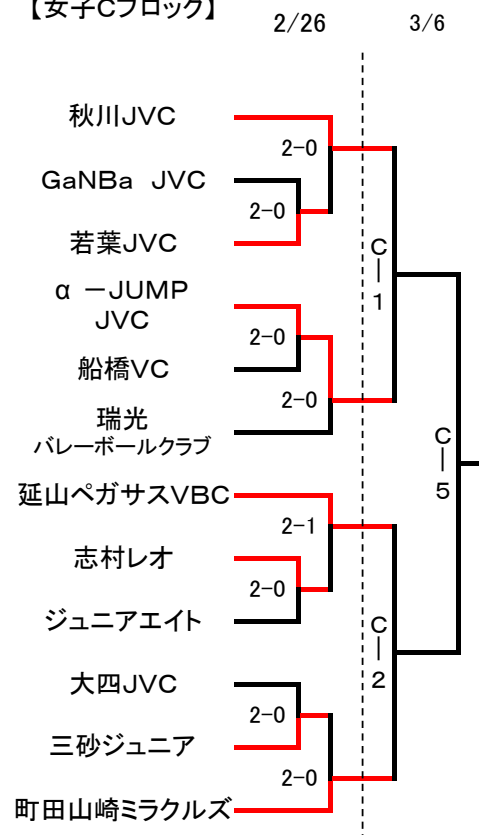 【女子Cブロック】
2/26
3/6
秋川JVC
2-0
GaNBa JVC
2-0
若葉JVC
C
|
1
α －JUMP
JVC
2-0
船橋VC
2-0
瑞光
バレーボールクラブ
C
|
5
延山ペガサスVBC
2-1
志村レオ
2-0
ジュニアエイト
C
|
2
大四JVC
2-0
三砂ジュニア
2-0
町田山崎ミラクルズ